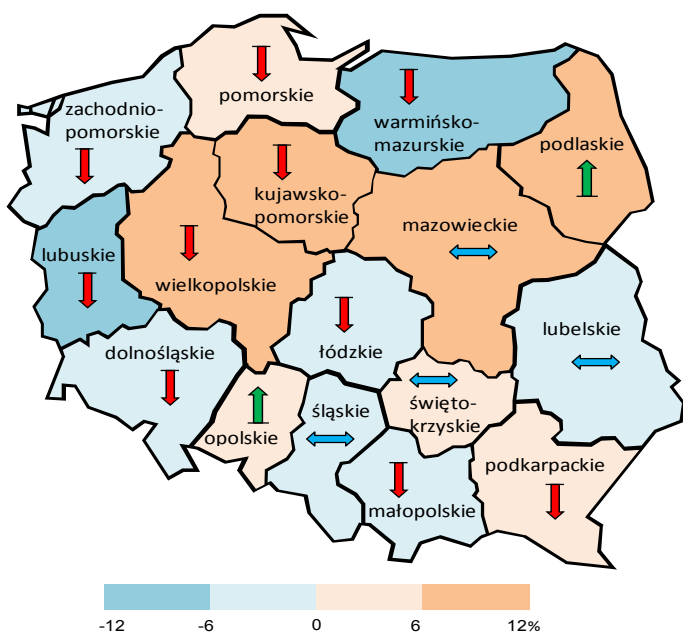 pomorskie
zachodnio-
pomorskie
warmińsko-
mazurskie
podlaskie
kujawsko-
pomorskie
mazowieckie
lubuskie
wielkopolskie
lubelskie
dolnośląskie
łódzkie
śląskie
święto-
krzyskie
opolskie
podkarpackie
małopolskie
-12 -6 0 6 12%